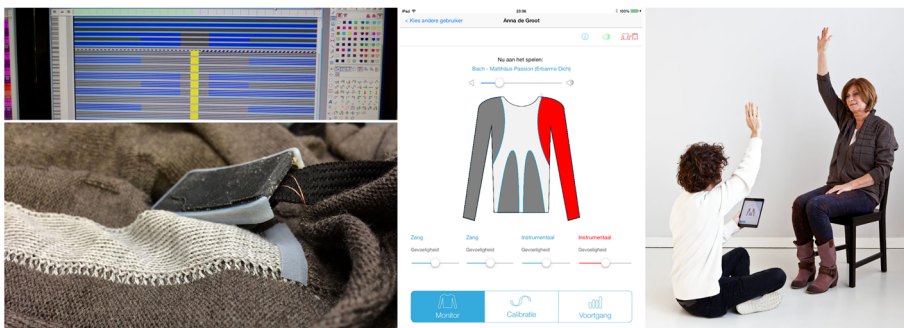 iPad
23:06
100%
< Kies andere gebruiker
Anna de Groot
Nu aan het spelen:
Bach - Matthäus Passion (Erbarme Dich)
Zang
Zang
Instrumentaal
Instrumentaal
Gevoeligheid
Gevoeligheid
Gevoeligheid
Gevoeligheid
Monitor
Calibratie
Voortgang